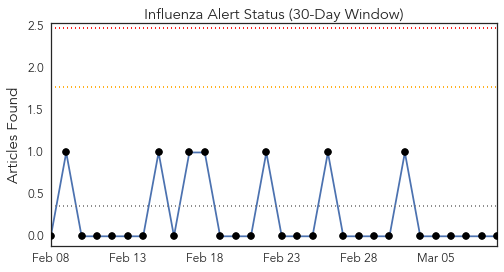 Influenza Alert Status (30-Day Window)
Articles Found
2.5
2.0
1.5
1.0
0.5
0.0
Feb 08 Feb 13 Feb 18 Feb 23 Feb 28 Mar 05